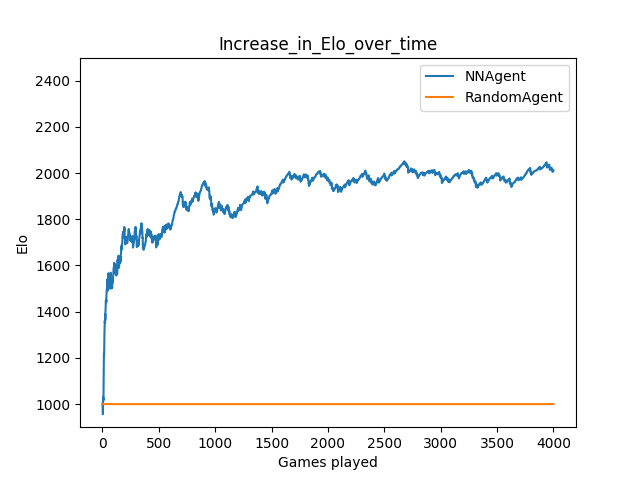 Increase_in_Elo_over_time
NNAgent
RandomAgent
2400
2200
2000
1800
1600
1400
1200
1000
Elo
0 500 1000 1500 2000 2500 3000 3500 4000
Games played